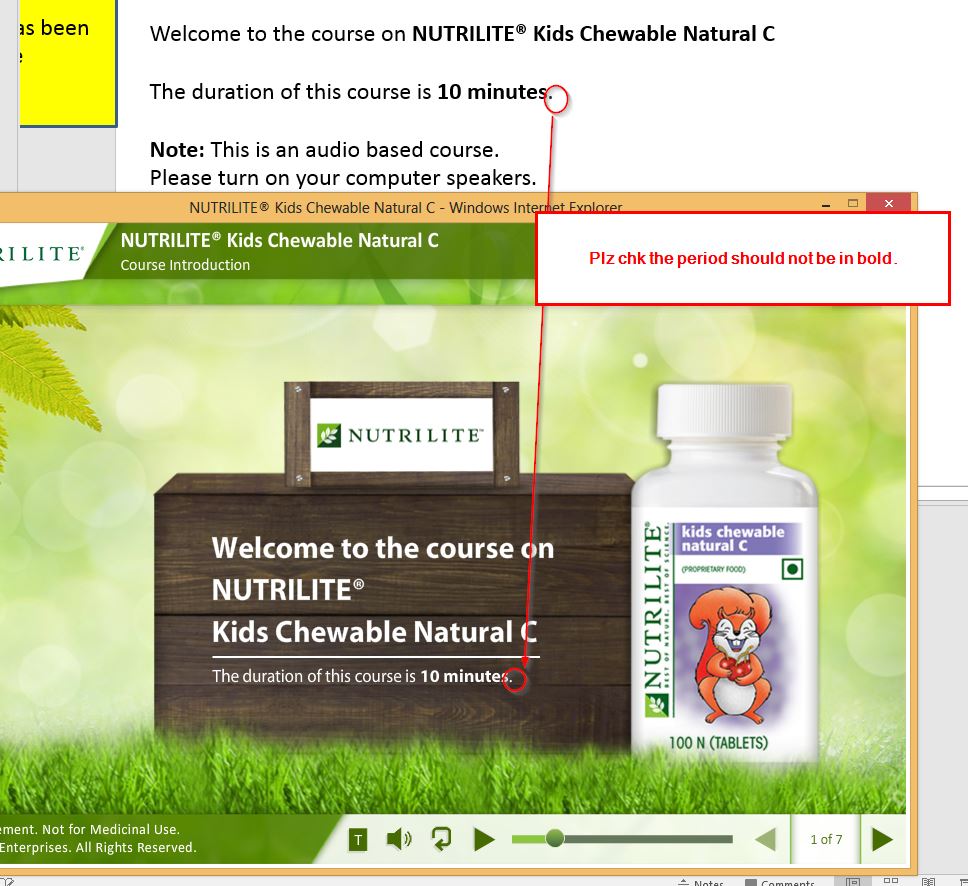 as been
Welcome to the course on NUTRILITE® Kids Chewable Natural C
The duration of this course is 10 minutes.
Note: This is an audio based course.
Please turn on your computer speakers.
NUTRILITE® Kids Chewable Natural C - Windows Internet Explorer
RILITE®
NUTRILITE® Kids Chewable Natural C
Course Introduction
Plz chk the period should not be in bold.
NUTRILITE™
Welcome to the course on
NUTRILITE®
Kids Chewable Natural C
The duration of this course is 10 minutes.
NUTRILITE®
BEST OF NATURE. BEST OF SCIENCE.
kids chewable
natural C
(PROPRIETARY FOOD)
100 N (TABLETS)
ement. Not for Medicinal Use.
Enterprises. All Rights Reserved.
T
1 of 7
Notes
Comments